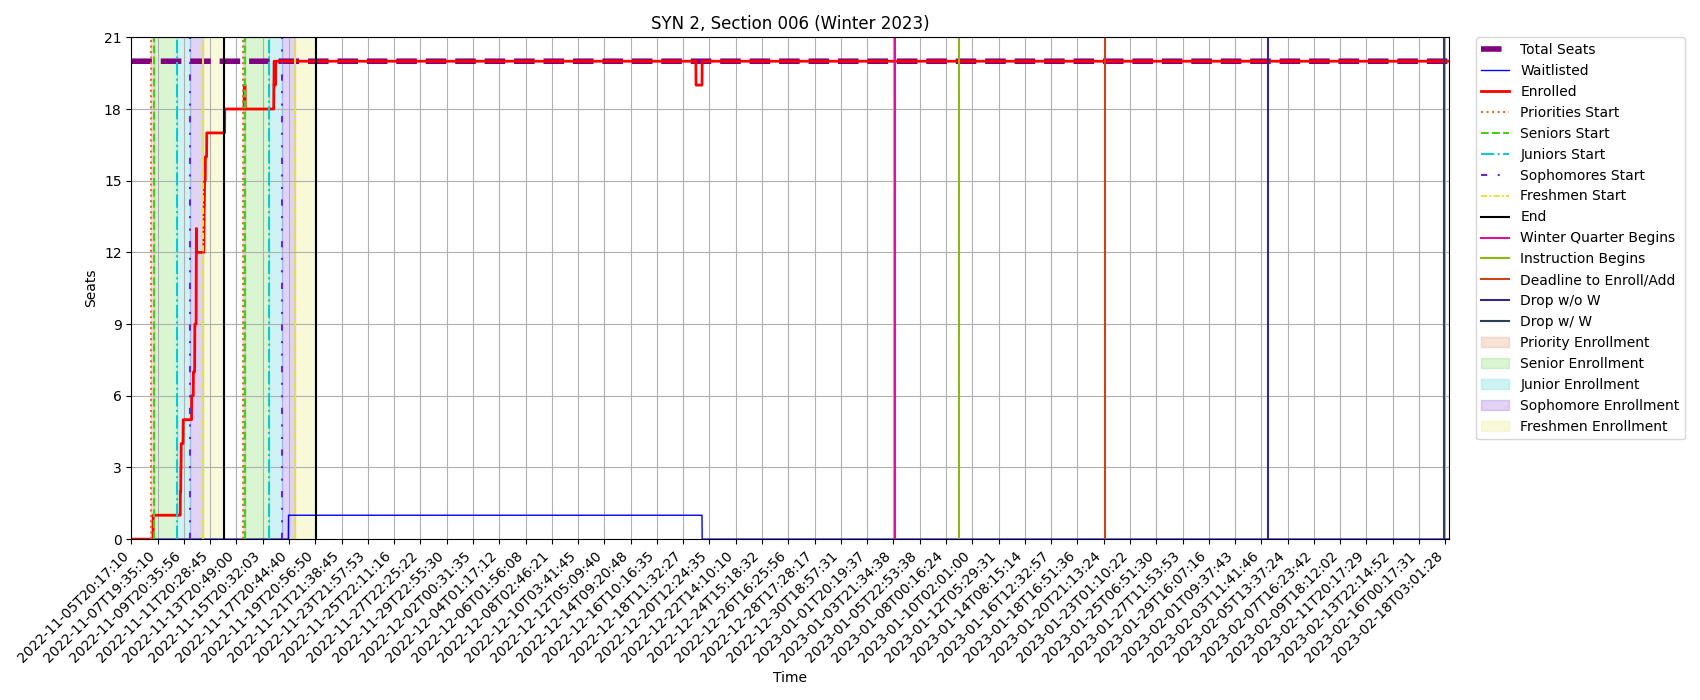 SYN 2, Section 006 (Winter 2023)
Seats
21
18
15
12
9
6
3
0
2022-11-05T20:17:10
2022-11-07T19:35:10
2022-11-09T20:35:56
2022-11-11T20:28:45
2022-11-13T20:49:00
2022-11-15T20:32:03
2022-11-17T20:44:40
2022-11-19T20:56:50
2022-11-21T21:38:45
2022-11-23T21:57:53
2022-11-25T22:11:16
2022-11-27T22:25:22
2022-11-29T22:55:30
2022-12-02T00:31:35
2022-12-04T01:17:12
2022-12-06T01:56:08
2022-12-08T02:46:21
2022-12-10T03:41:45
2022-12-12T05:09:40
2022-12-14T09:20:48
2022-12-16T10:16:35
2022-12-18T11:32:27
2022-12-20T12:24:35
2022-12-22T14:10:10
2022-12-24T15:18:32
2022-12-26T16:25:56
2022-12-28T17:28:17
2022-12-30T18:57:31
2023-01-01T20:19:37
2023-01-03T21:34:38
2023-01-05T22:53:38
2023-01-08T00:16:24
2023-01-10T02:01:00
2023-01-12T05:29:31
2023-01-14T08:15:14
2023-01-16T12:32:57
2023-01-18T16:51:36
2023-01-20T21:13:24
2023-01-23T01:10:22
2023-01-25T06:51:30
2023-01-27T11:53:53
2023-01-29T16:07:16
2023-02-01T09:37:43
2023-02-03T11:41:46
2023-02-05T13:37:24
2023-02-07T16:23:42
2023-02-09T18:12:02
2023-02-11T20:17:29
2023-02-13T22:14:52
2023-02-16T00:17:31
2023-02-18T03:01:28
Time
Total Seats
Waitlisted
Enrolled
Priorities Start
Seniors Start
Juniors Start
Sophomores Start
Freshmen Start
End
Winter Quarter Begins
Instruction Begins
Deadline to Enroll/Add
Drop w/o W
Drop w/ W
Priority Enrollment
Senior Enrollment
Junior Enrollment
Sophomore Enrollment
Freshmen Enrollment